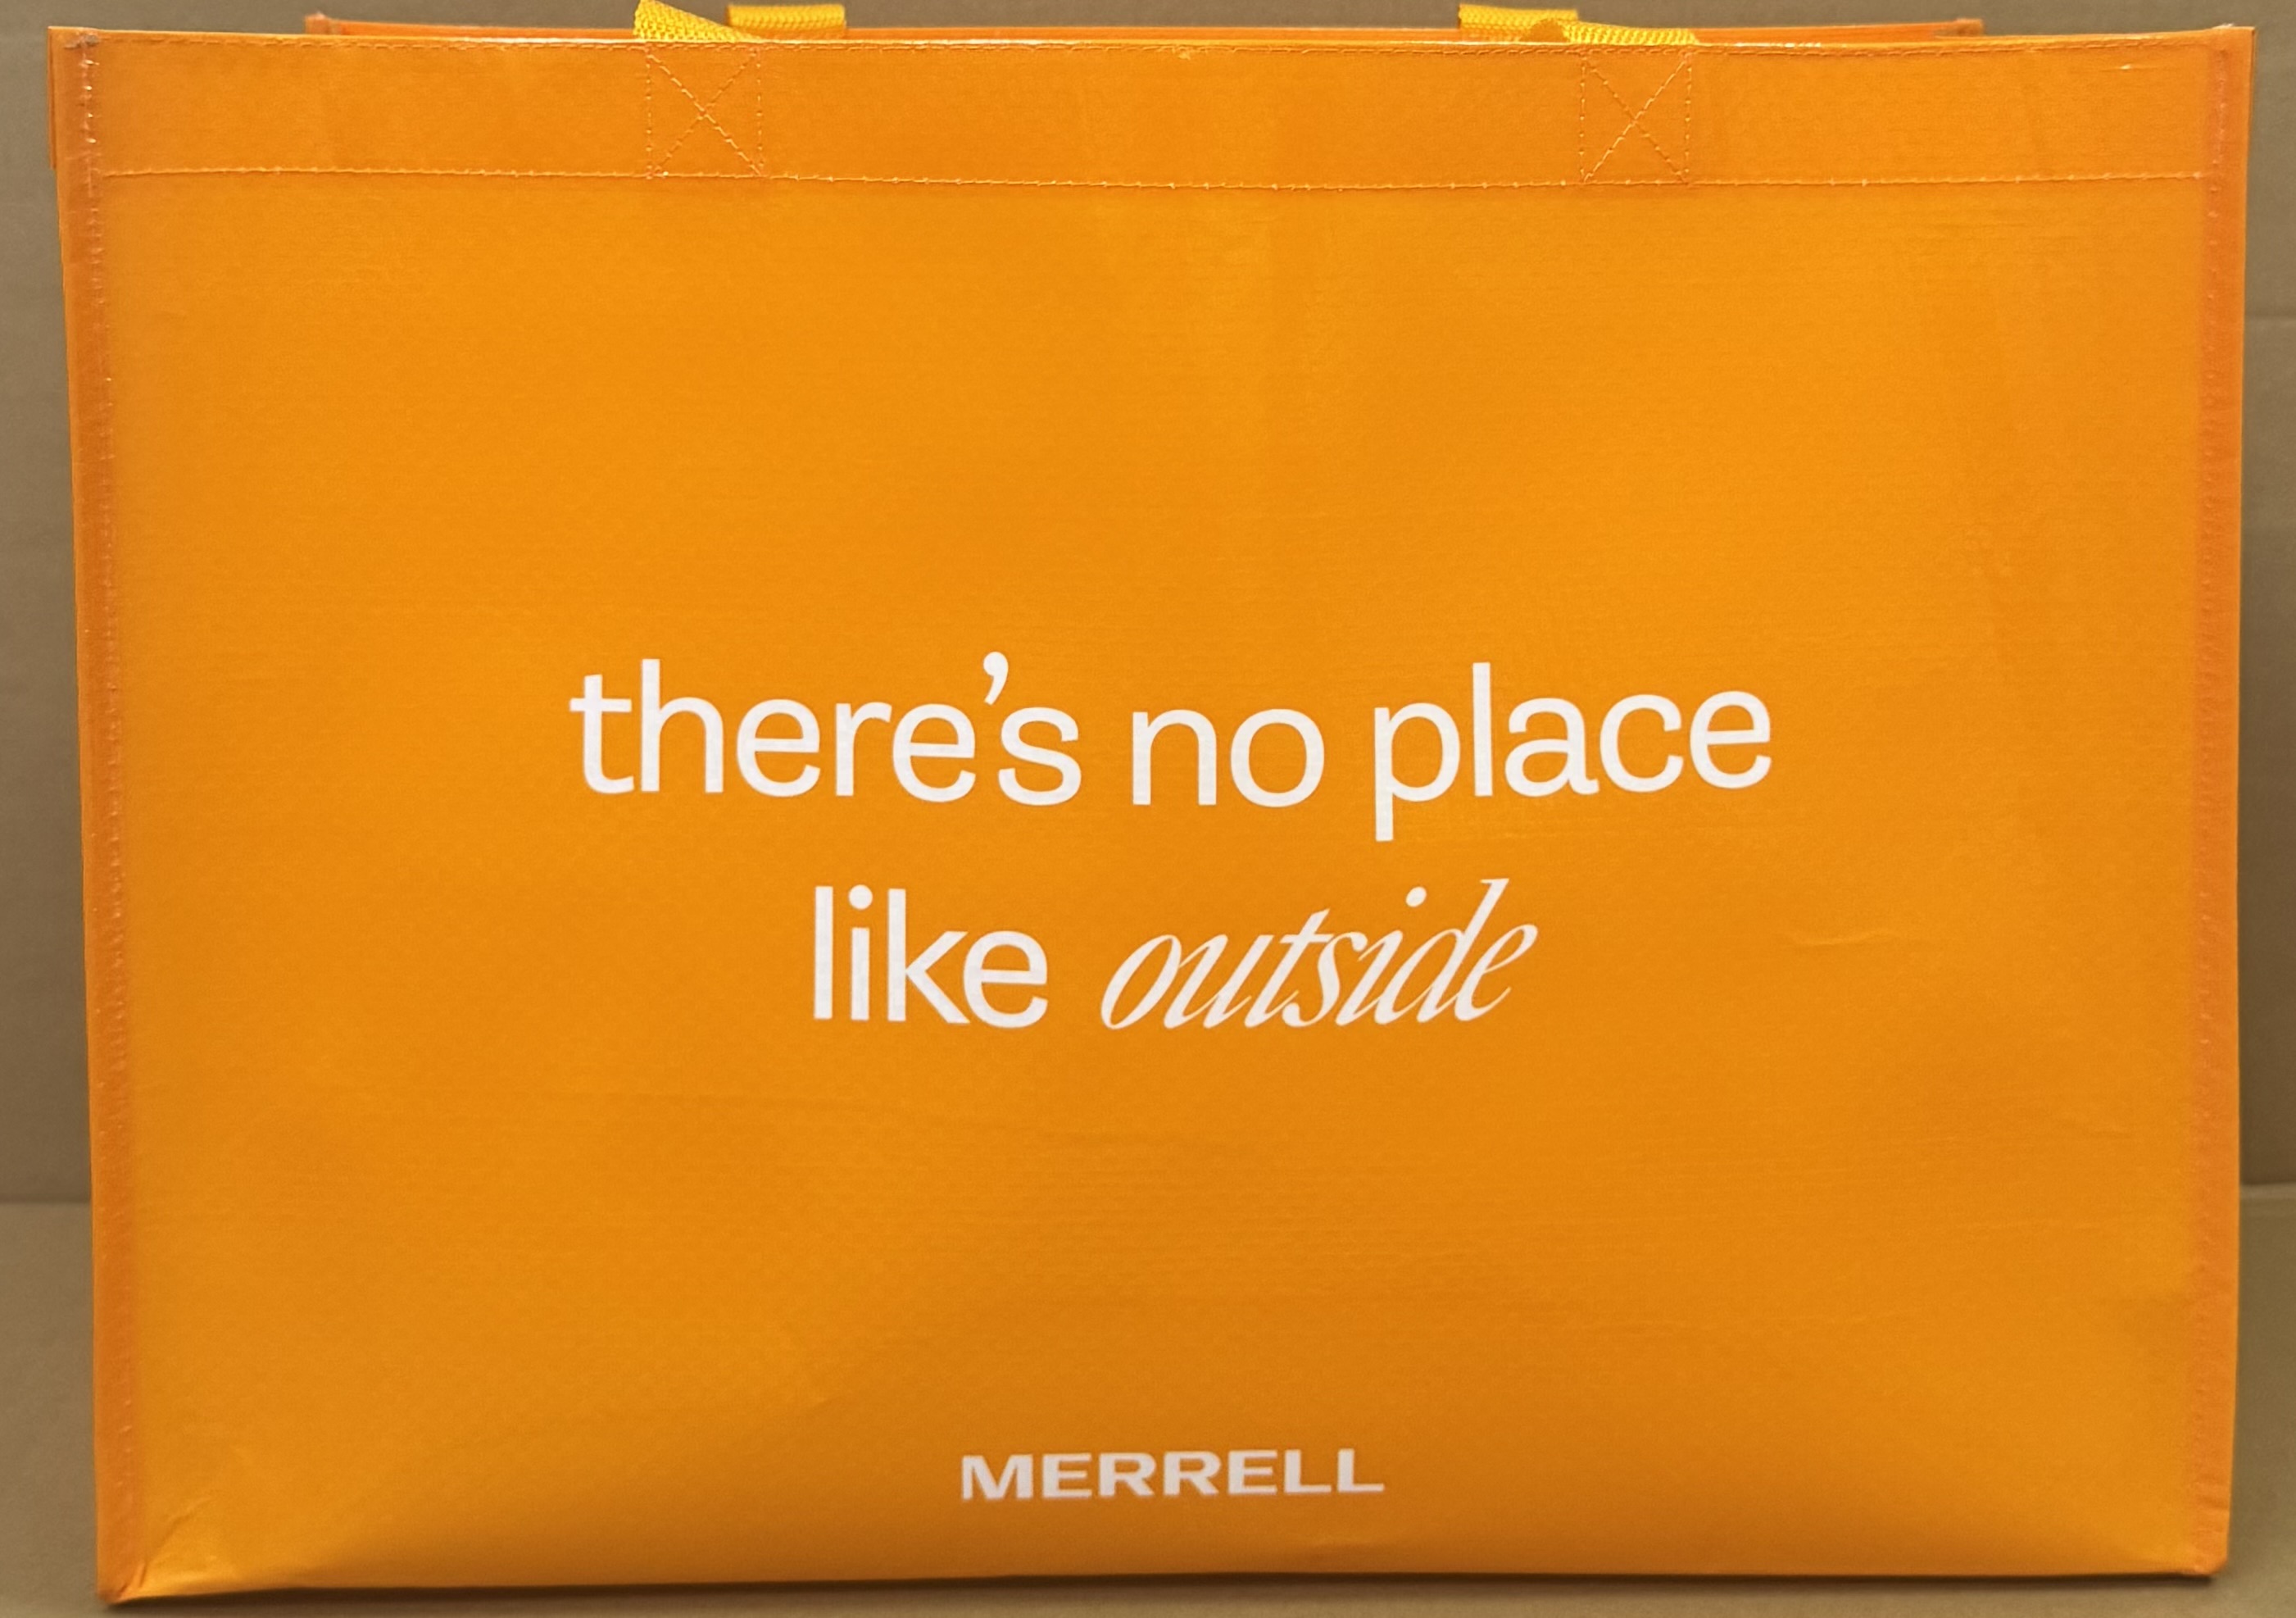 there’s no place
like outside
MERRELL